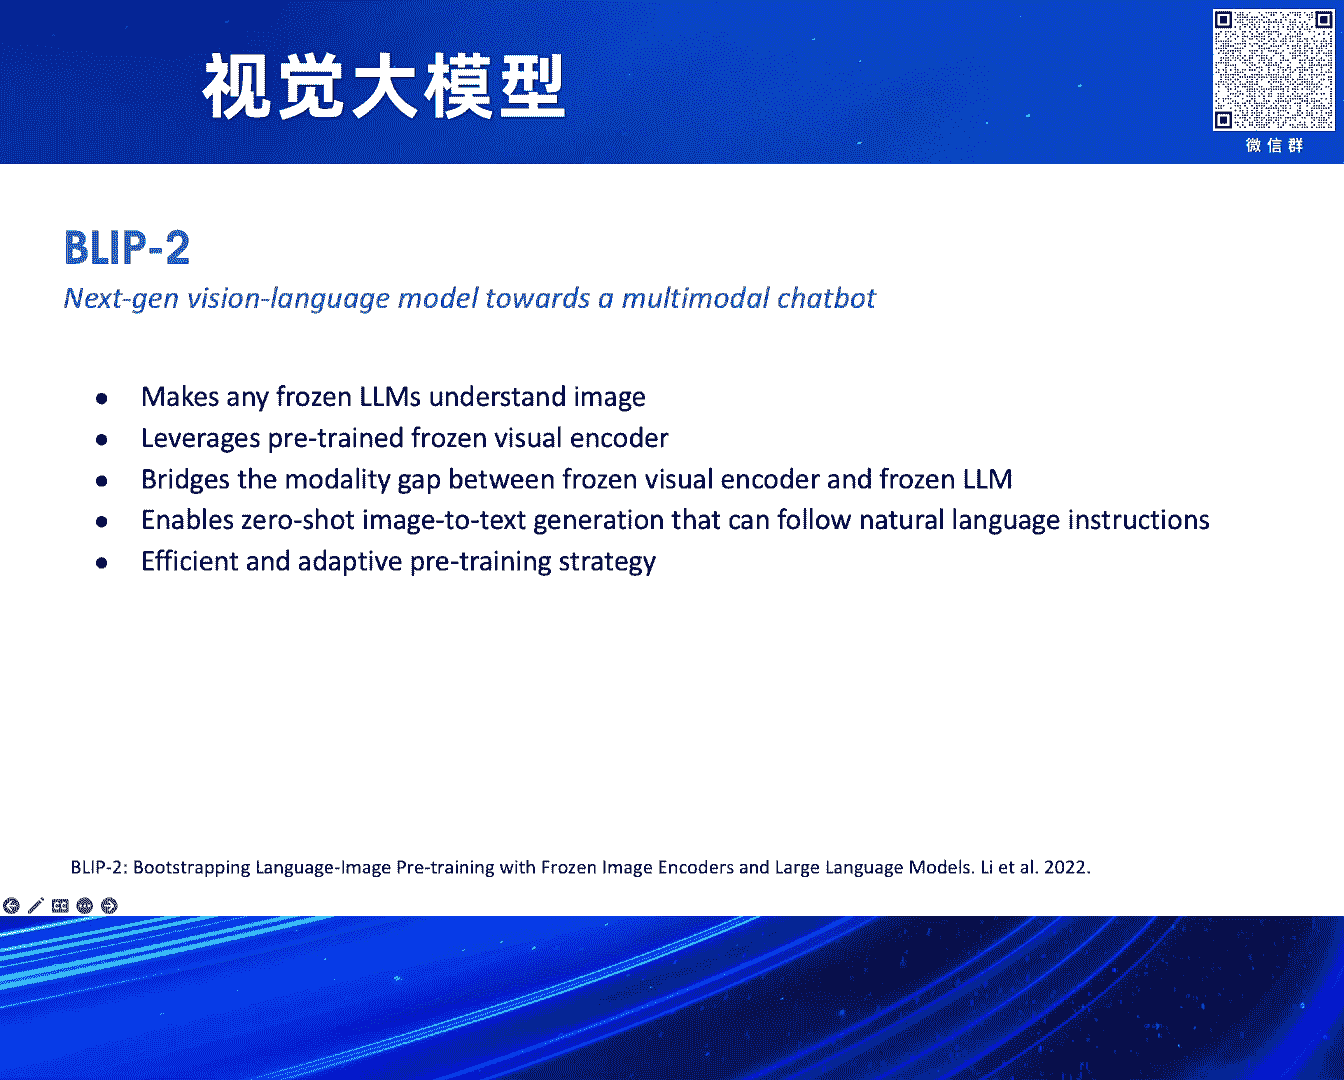 视觉大模型
微信群
BLIP-2
Next-gen vision-language model towards a multimodal chatbot
● Makes any frozen LLMs understand image
● Leverages pre-trained frozen visual encoder
● Bridges the modality gap between frozen visual encoder and frozen LLM
● Enables zero-shot image-to-text generation that can follow natural language instructions
● Efficient and adaptive pre-training strategy
BLIP-2: Bootstrapping Language-Image Pre-training with Frozen Image Encoders and Large Language Models. Li et al. 2022.